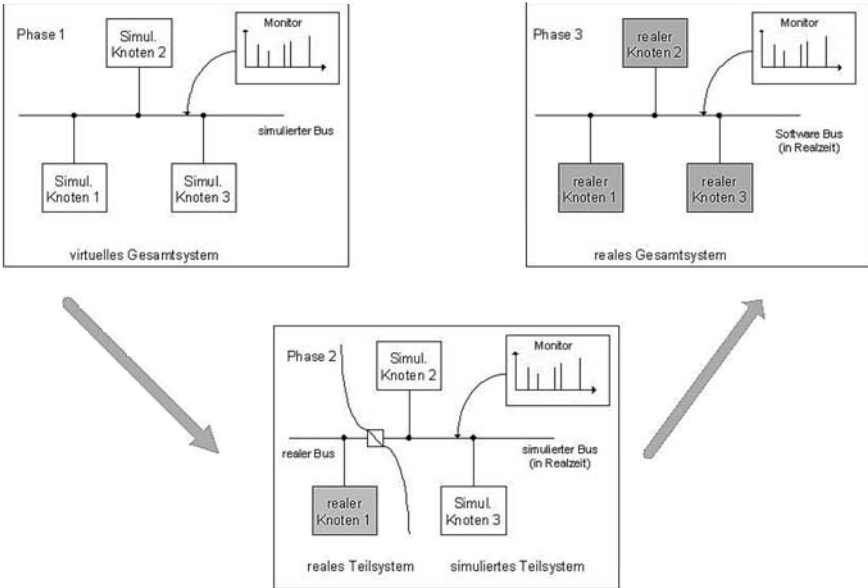 Phase 1
Simul.
Knoten 2
Monitor
simulierter Bus
Simul.
Knoten 1
Simul.
Knoten 3
virtuelles Gesamtsystem
Phase 3
realer
Knoten 2
Monitor
Software Bus
(in Realzeit)
realer
Knoten 1
realer
Knoten 3
reales Gesamtsystem
Phase 2
Simul.
Knoten 2
Monitor
realer Bus
simulierter Bus
(in Realzeit)
realer
Knoten 1
Simul.
Knoten 3
reales Teilsystem
simuliertes Teilsystem